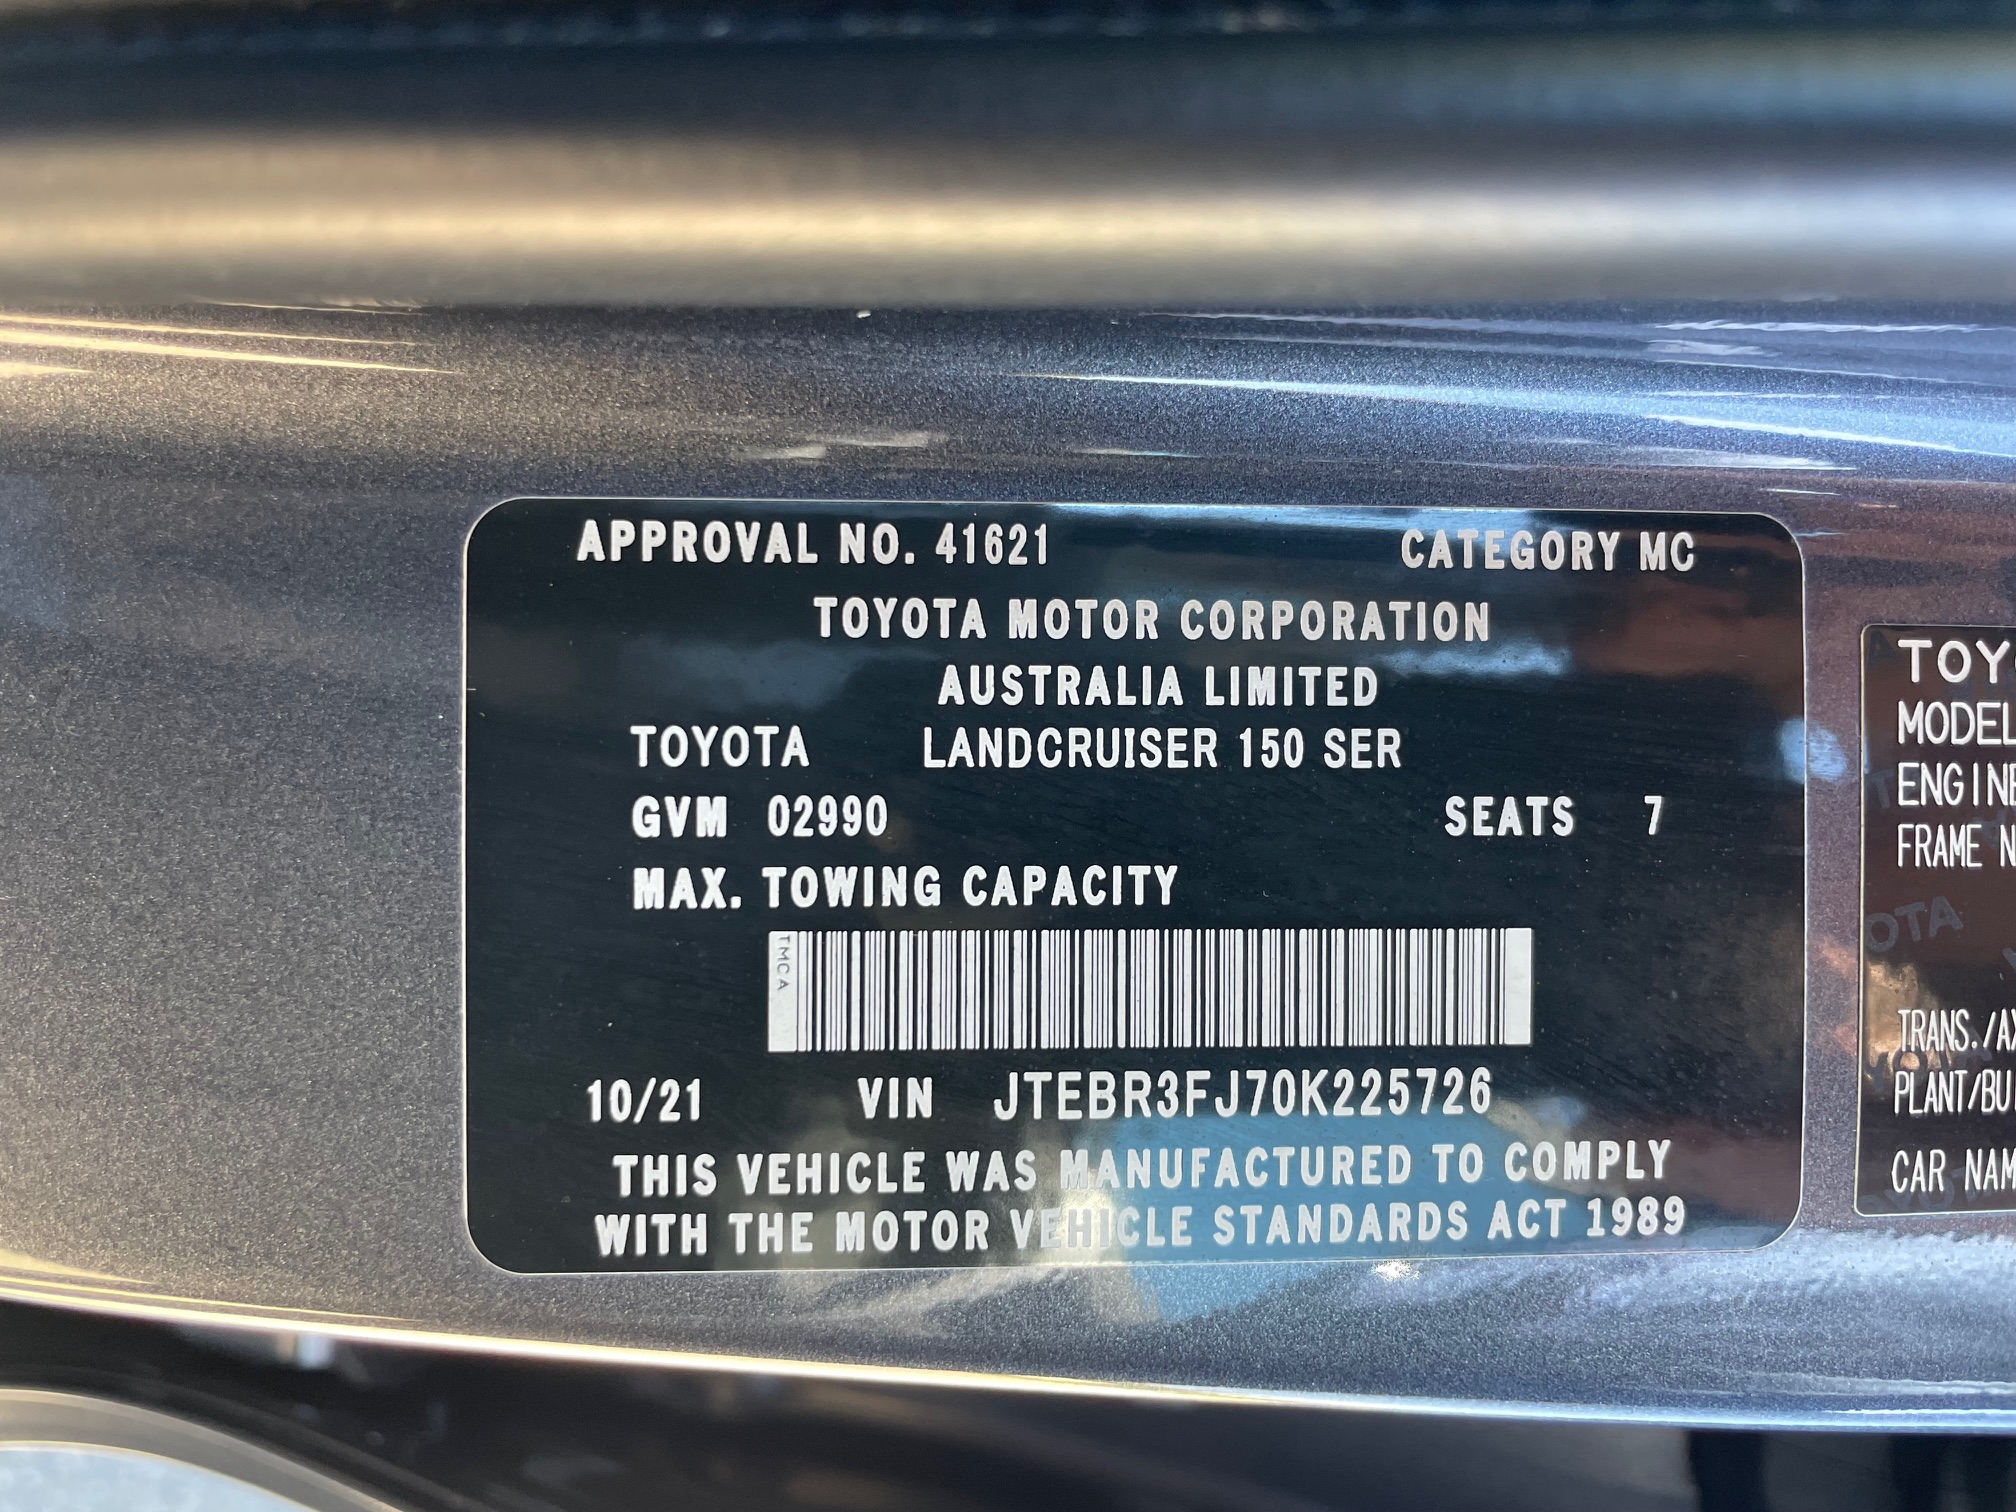 APPROVAL NO. 41621 CATEGORY MC
TOYOTA MOTOR CORPORATION
AUSTRALIA LIMITED
TOYOTA LANDCRUISER 150 SER
GVM 02990 SEATS 7
MAX. TOWING CAPACITY
TMCA
10/21 VIN JTEBR3FJ70K225726
THIS VEHICLE WAS MANUFACTURED TO COMPLY
WITH THE MOTOR VEHICLE STANDARDS ACT 1989
TOY
MODEL
ENGINE
FRAME N
OTA
TRANS./AX
PLANT/BU
CAR NAM